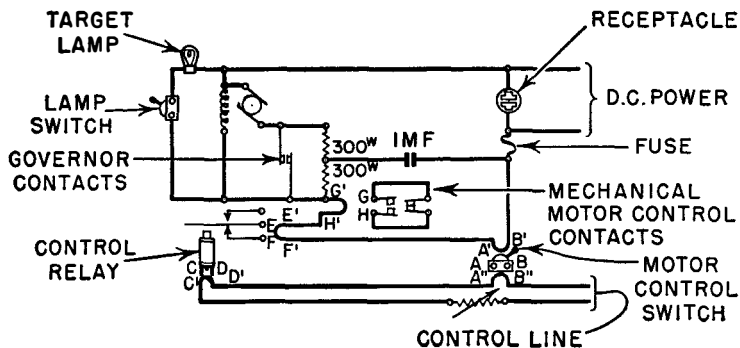 TARGET
LAMP
RECEPTACLE
LAMP
SWITCH
D.C. POWER
300W
1MF
300W
FUSE
GOVERNOR
CONTACTS
G'
G
H
MECHANICAL
MOTOR CONTROL
CONTACTS
E'
E
H'
F
F'
A'
B'
CONTROL
RELAY
A
B
MOTOR
CONTROL
SWITCH
C
D
C'
D'
A"
B"
CONTROL LINE